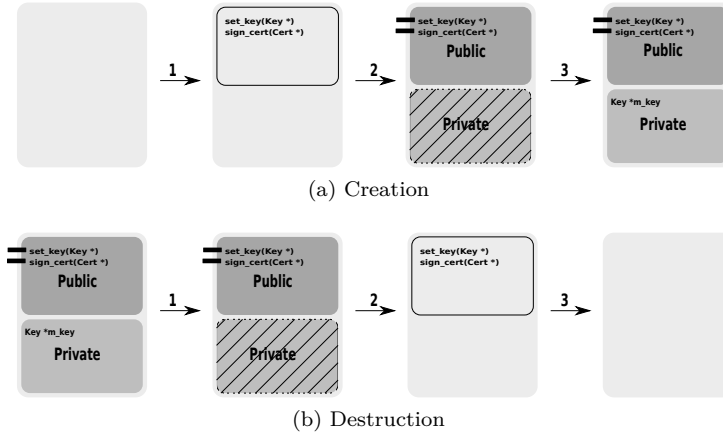 1
set_key(Key *)
sign_cert(Cert *)
2
set_key(Key *)
sign_cert(Cert *)
Public
Private
3
set_key(Key *)
sign_cert(Cert *)
Public
Key *m_key
Private
(a) Creation
set_key(Key *)
sign_cert(Cert *)
Public
Key *m_key
Private
1
set_key(Key *)
sign_cert(Cert *)
Public
Private
2
set_key(Key *)
sign_cert(Cert *)
3
(b) Destruction